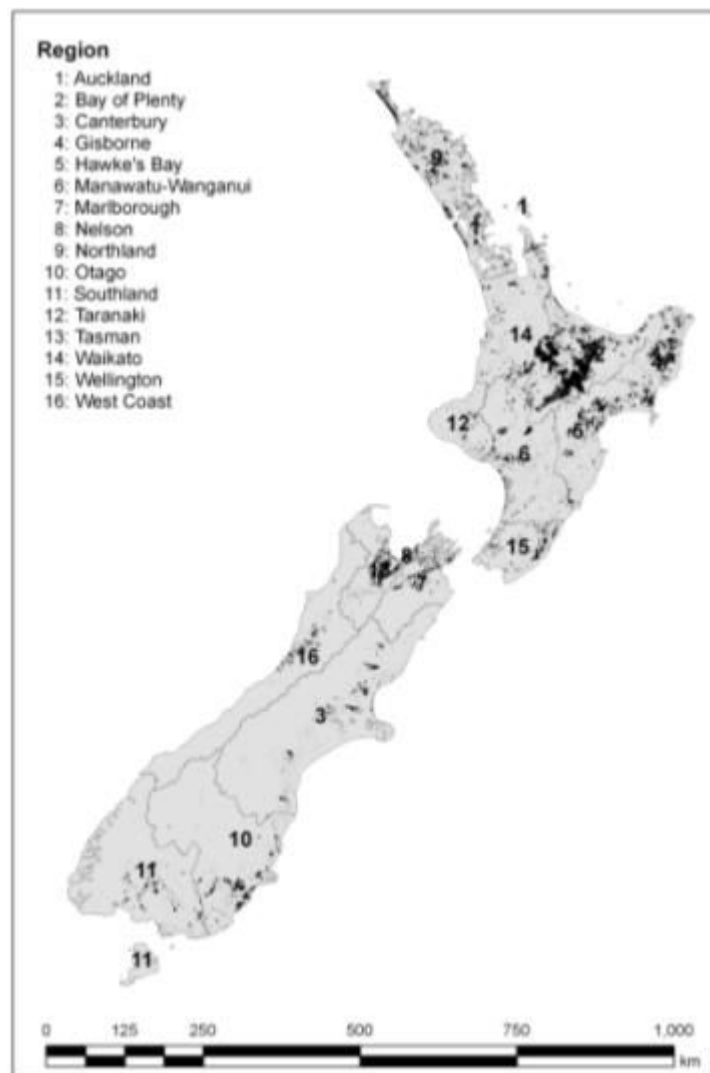 Region
1: Auckland
2: Bay of Plenty
3: Canterbury
4: Gisborne
5: Hawke's Bay
6: Manawatu-Wanganui
7: Marlborough
8: Nelson
9: Northland
10: Otago
11: Southland
12: Taranaki
13: Tasman
14: Waikato
15: Wellington
16: West Coast
9
1
1
14
12
6
15
8
13
7
16
3
10
11
11
0 125 250 500 750 1,000
km